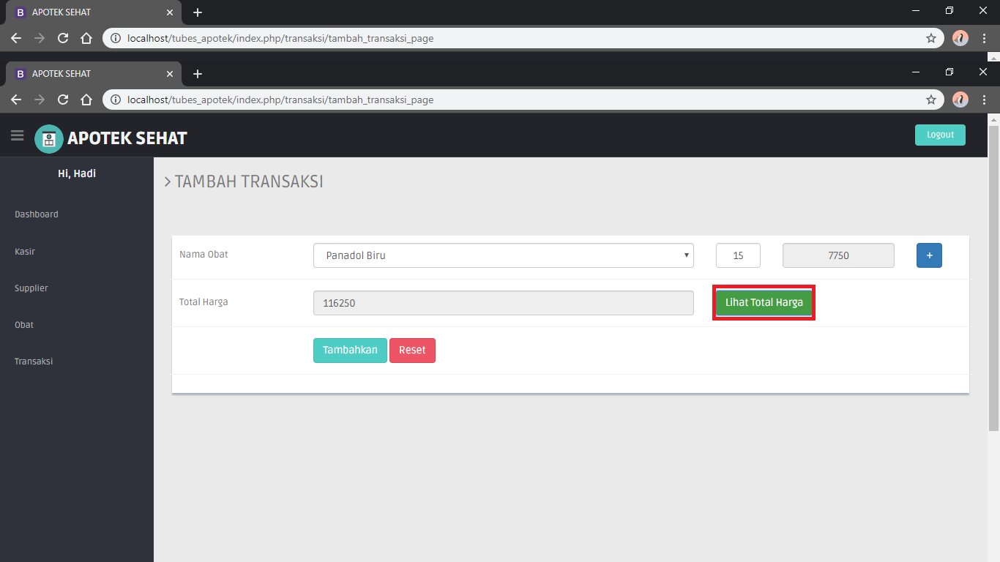 APOTEK SEHAT
localhost/tubes_apotek/index.php/transaksi/tambah_transaksi_page
APOTEK SEHAT
localhost/tubes_apotek/index.php/transaksi/tambah_transaksi_page
APOTEK SEHAT
Logout
Hi, Hadi
Dashboard
Kasir
Supplier
Obat
Transaksi
TAMBAH TRANSAKSI
Nama Obat Panadol Biru 15 7750 +
Total Harga 116250 Lihat Total Harga
Tambahkan Reset